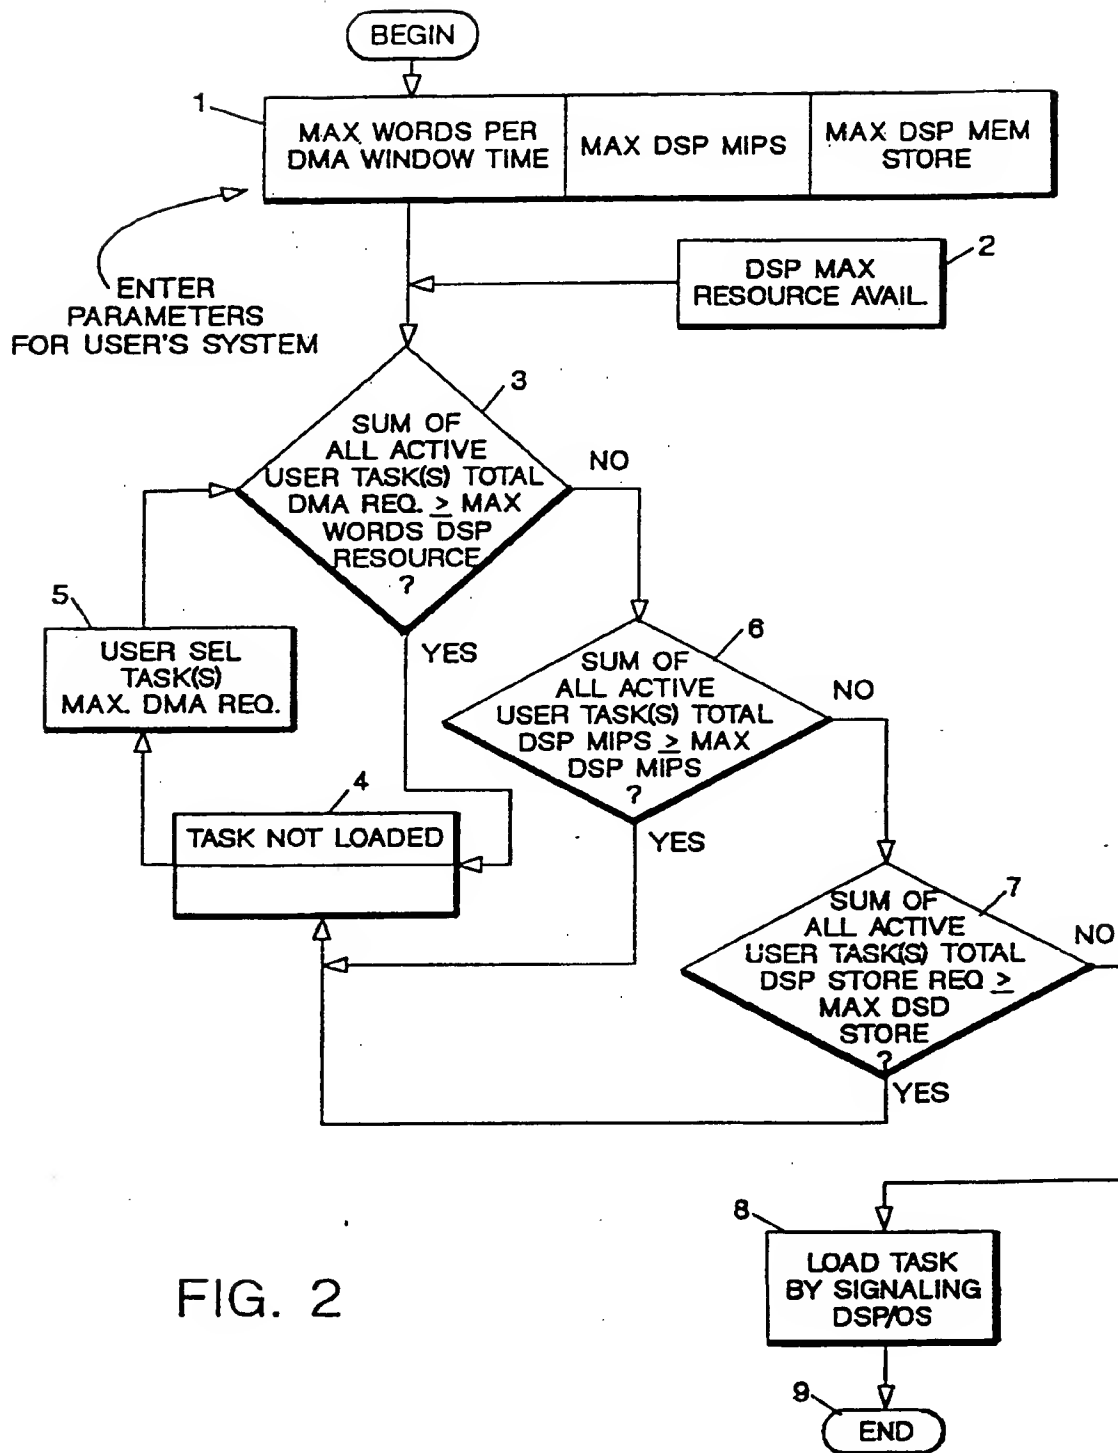 BEGIN
1
MAX WORDS PER
DMA WINDOW TIME
MAX DSP MIPS
MAX DSP MEM
STORE
2
DSP MAX
RESOURCE AVAIL.
ENTER
PARAMETERS
FOR USER'S SYSTEM
3
SUM OF
ALL ACTIVE
USER TASK(S) TOTAL
DMA REQ. ≥ MAX
WORDS DSP
RESOURCE
?
NO
YES
5
USER SEL
TASK(S)
MAX. DMA REQ.
6
SUM OF
ALL ACTIVE
USER TASK(S) TOTAL
DSP MIPS ≥ MAX
DSP MIPS
?
NO
YES
4
TASK NOT LOADED
7
SUM OF
ALL ACTIVE
USER TASK(S) TOTAL
DSP STORE REQ ≥
MAX DSD
STORE
?
NO
YES
8
LOAD TASK
BY SIGNALING
DSP/OS
9
END
FIG. 2